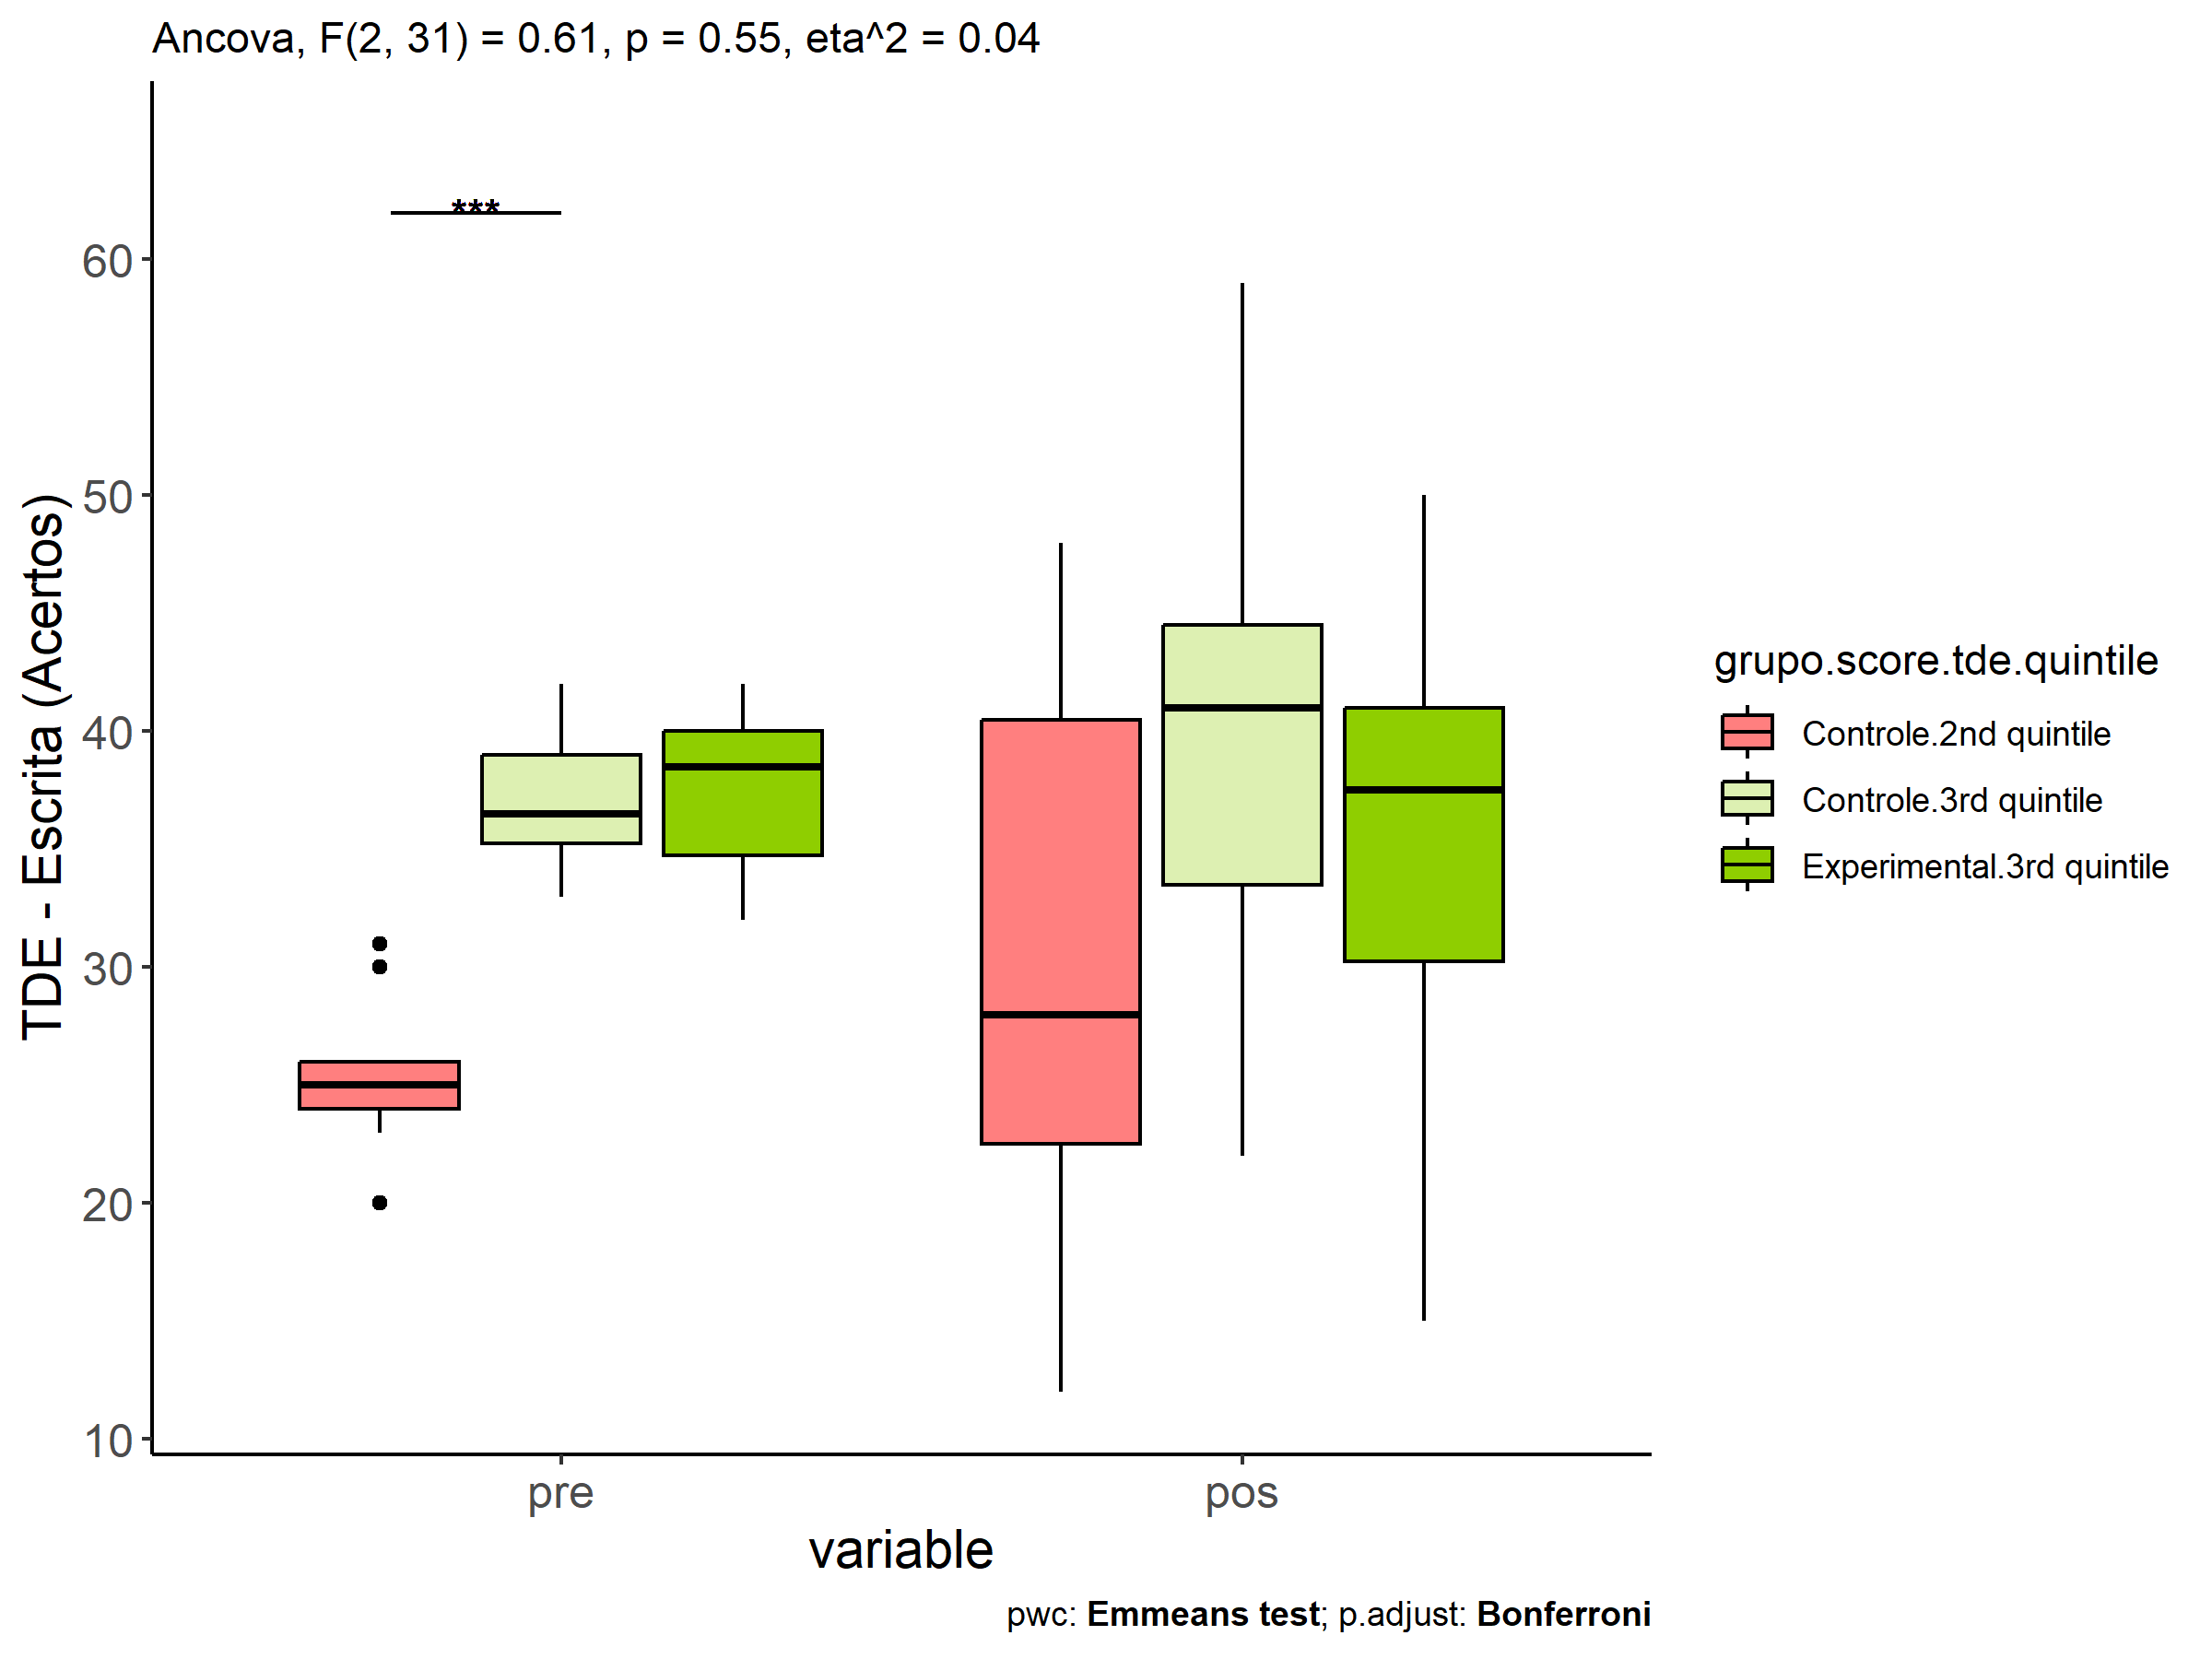 Ancova, F(2, 31) = 0.61, p = 0.55, eta^2 = 0.04
***
60
50
40
30
20
10
TDE - Escrita (Acertos)
pre
pos
variable
grupo.score.tde.quintile
Controle.2nd quintile
Controle.3rd quintile
Experimental.3rd quintile
pwc: Emmeans test; p.adjust: Bonferroni